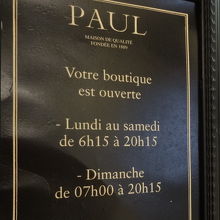 PAUL
MAISON DE QUALITÉ
FONDÉE EN 1889
Votre boutique
est ouverte
- Lundi au samedi
de 6h15 à 20h15
- Dimanche
de 07h00 à 20h15